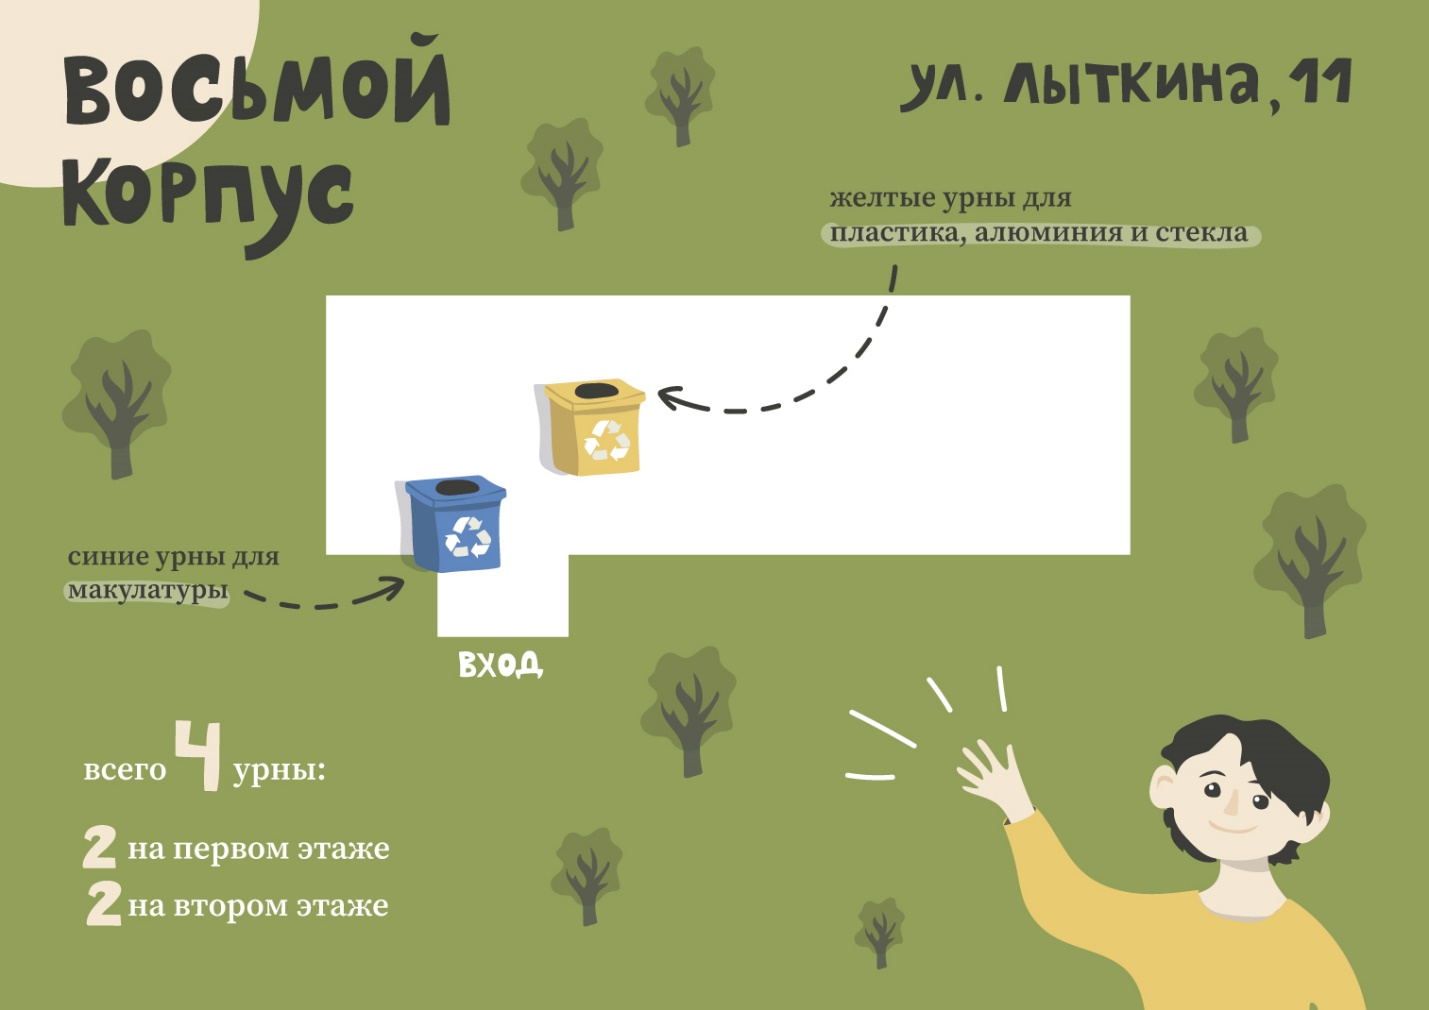 восьмой
корпус
ул. лыткина, 11
желтые урны для
пластика, алюминия и стекла
синие урны для
макулатуры
вход
всего 4 урны:
2 на первом этаже
2 на втором этаже